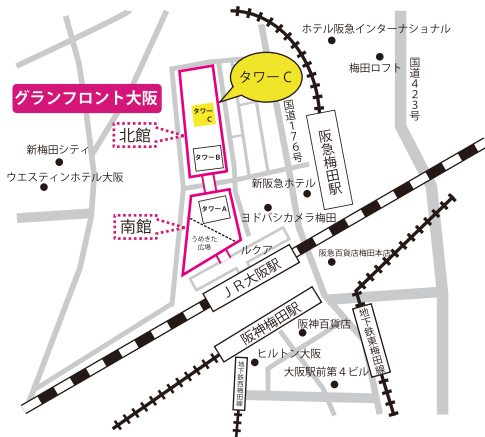 ホテル阪急インターナショナル
梅田ロフト
国道423号
タワーC
グランフロント大阪
タワー
C
国道176号
北館
阪急梅田駅
新梅田シティ
タワーB
ウエスティンホテル大阪
新阪急ホテル
タワーA
ヨドバシカメラ梅田
南館
うめきた
広場
ルクア
阪急百貨店梅田本店
JR大阪駅
阪神梅田駅
阪神百貨店
地下鉄東梅田線
ヒルトン大阪
地下鉄西梅田線
大阪駅前第4ビル